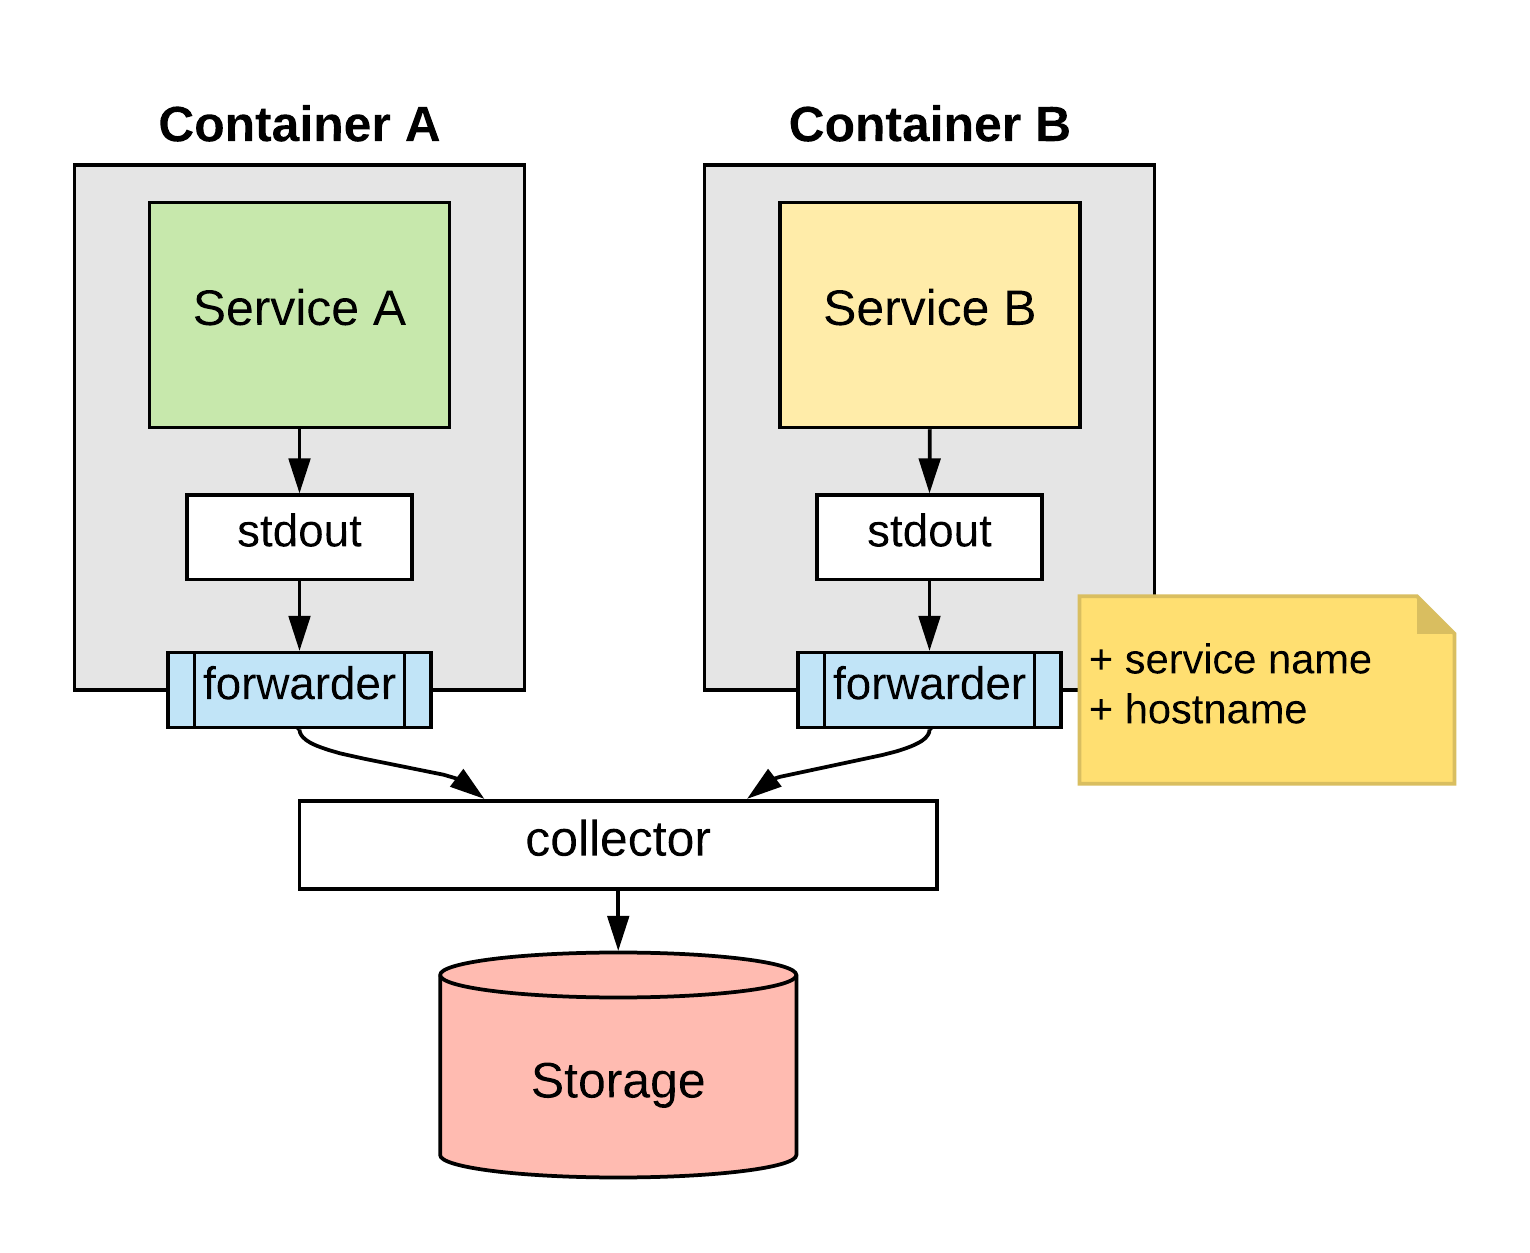 Container A
Container B
Service A
Service B
stdout
stdout
forwarder
forwarder
+ service name
+ hostname
collector
Storage